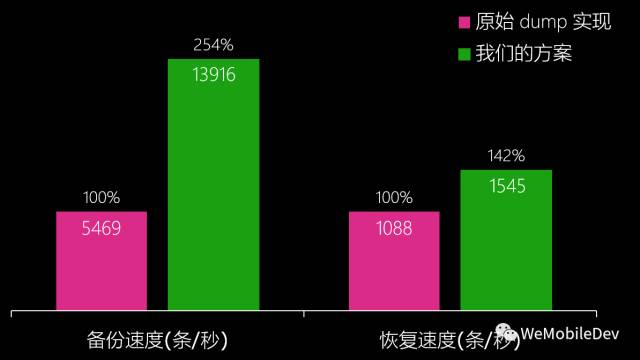 原始 dump 实现
我们的方案
254%
13916
142%
100%
100%
1545
5469
1088
备份速度(条/秒)
恢复速度(条/秒)
WeMobileDev